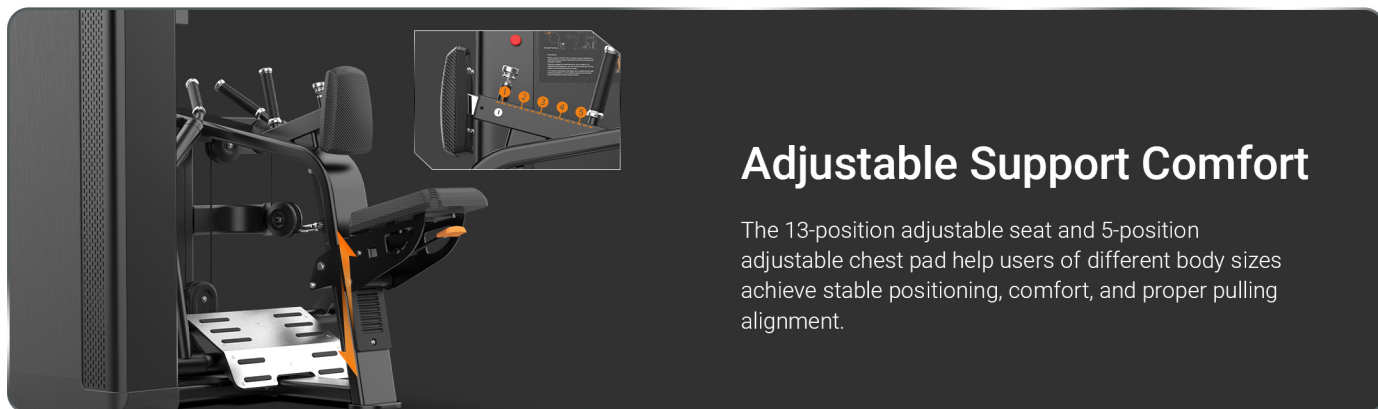 1
2
3
4
5
Adjustable Support Comfort
The 13-position adjustable seat and 5-position
adjustable chest pad help users of different body sizes
achieve stable positioning, comfort, and proper pulling
alignment.